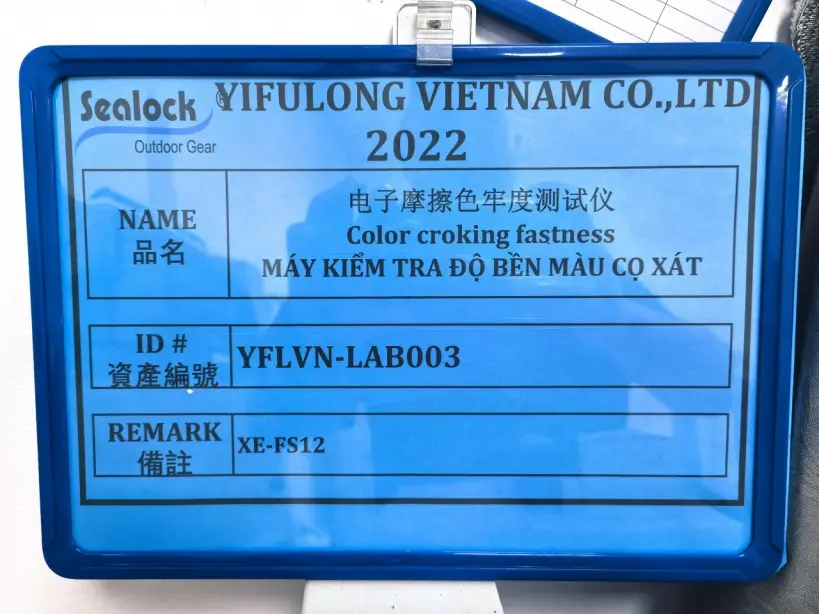 Sealock®
Outdoor Gear
YIFULONG VIETNAM CO.,LTD
2022
NAME
品名
电子摩擦色牢度测试仪
Color croking fastness
MÁY KIỂM TRA ĐỘ BỀN MÀU CỌ XÁT
ID #
資產編號
YFLVN-LAB003
REMARK
備註
XE-FS12